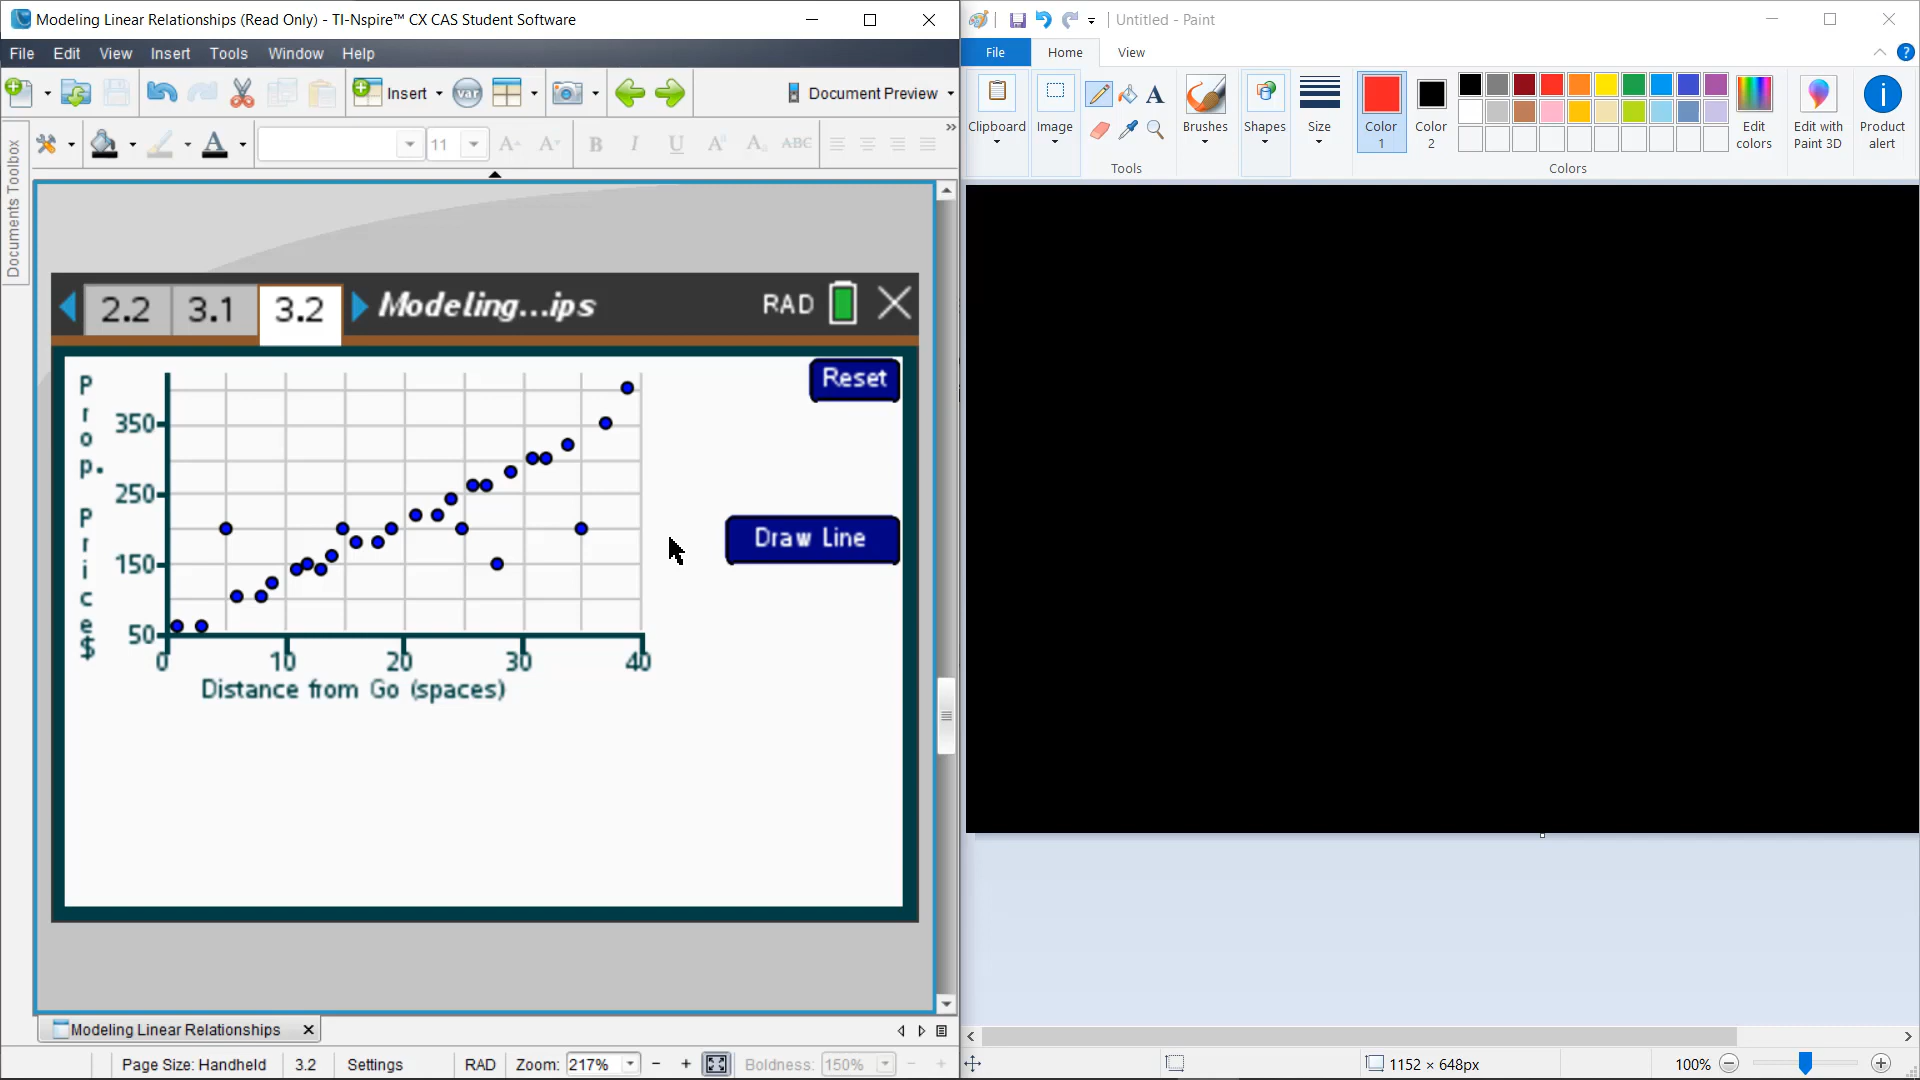 Modeling Linear Relationships (Read Only) - TI-Nspire™ CX CAS Student Software
File Edit View Insert Tools Window Help
Insert
var
Document Preview
11
A A B I U A A ABC
Documents Toolbox
2.2 3.1 3.2 Modeling...ips RAD
Reset
Prop. Price$
350
250
150
50
0 10 20 30 40
Distance from Go (spaces)
Draw Line
Modeling Linear Relationships
Page Size: Handheld 3.2 Settings RAD Zoom: 217% - + Boldness: 150% - +
Untitled - Paint
File Home View
Clipboard
Image
A
Tools
Brushes
Shapes
Size
Color
1
Color
2
Edit
colors
Edit with
Paint 3D
Product
alert
Colors
1152 × 648px
100%